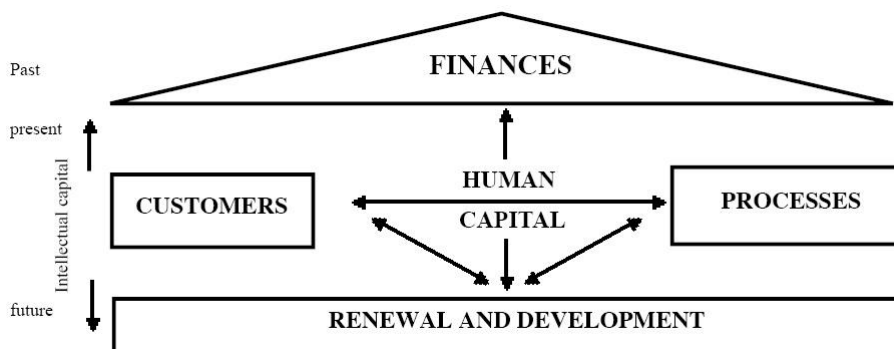 Past
FINANCES
present
Intellectual capital
HUMAN
CUSTOMERS
PROCESSES
CAPITAL
future
RENEWAL AND DEVELOPMENT